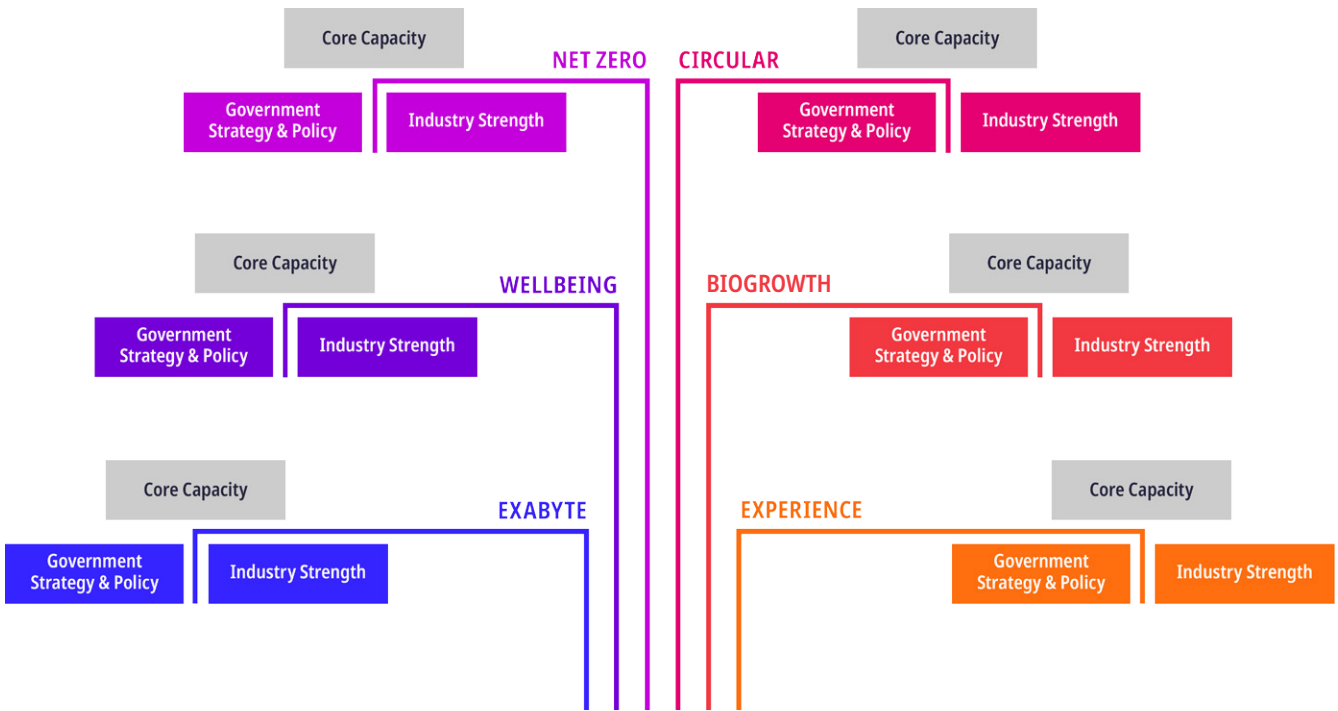 Core Capacity
NET ZERO
Government
Strategy & Policy
Industry Strength
CIRCULAR
Core Capacity
Government
Strategy & Policy
Industry Strength
Core Capacity
WELLBEING
Government
Strategy & Policy
Industry Strength
BIOGROWTH
Core Capacity
Government
Strategy & Policy
Industry Strength
Core Capacity
EXABYTE
Government
Strategy & Policy
Industry Strength
EXPERIENCE
Core Capacity
Government
Strategy & Policy
Industry Strength